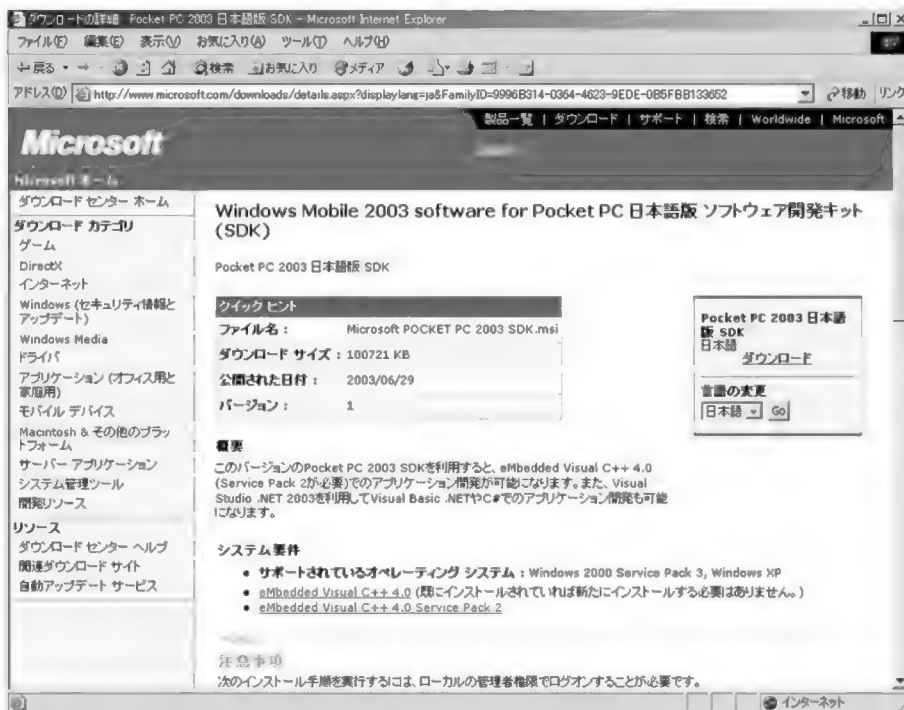 ダウンロードの詳細 Pocket PC 2003 日本語版 SDK - Microsoft Internet Explorer
ファイル(F) 編集(E) 表示(V) お気に入り(A) ツール(T) ヘルプ(H)
戻る 検索 お気に入り メディア
アドレス(D) http://www.microsoft.com/downloads/details.aspx?displaylang=ja&FamilyID=9996B314-0364-4623-9EDE-0B5FBB133652 移動 リンク
製品一覧 | ダウンロード | サポート | 検索 | Worldwide | Microsoft
Microsoft
Microsoft ホーム
ダウンロード センター ホーム
ダウンロード カテゴリ
ゲーム
DirectX
インターネット
Windows (セキュリティ情報と
アップデート)
Windows Media
ドライバ
アプリケーション (オフィス用と
家庭用)
モバイル デバイス
Macintosh & その他のプラッ
トフォーム
サーバー アプリケーション
システム管理ツール
開発リソース
リソース
ダウンロード センター ヘルプ
関連ダウンロード サイト
自動アップデート サービス
Windows Mobile 2003 software for Pocket PC 日本語版 ソフトウェア開発キット
(SDK)
Pocket PC 2003 日本語版 SDK
クイック ヒント
ファイル名 : Microsoft POCKET PC 2003 SDK.msi
ダウンロード サイズ : 100721 KB
公開された日付 : 2003/06/29
バージョン : 1
Pocket PC 2003 日本語
版 SDK
日本語
ダウンロード
言語の変更
日本語 Go
概要
このバージョンのPocket PC 2003 SDKを利用すると、eMbedded Visual C++ 4.0
(Service Pack 2が必要)でのアプリケーション開発が可能になります。また、Visual
Studio .NET 2003を利用してVisual Basic .NETやC#でのアプリケーション開発も可能
になります。
システム要件
• サポートされているオペレーティング システム : Windows 2000 Service Pack 3, Windows XP
• eMbedded Visual C++ 4.0 (既にインストールされていれば新たにインストールする必要はありません。)
• eMbedded Visual C++ 4.0 Service Pack 2
注意事項
次のインストール手順を実行するには、ローカルの管理者権限でログオンすることが必要です。
インターネット